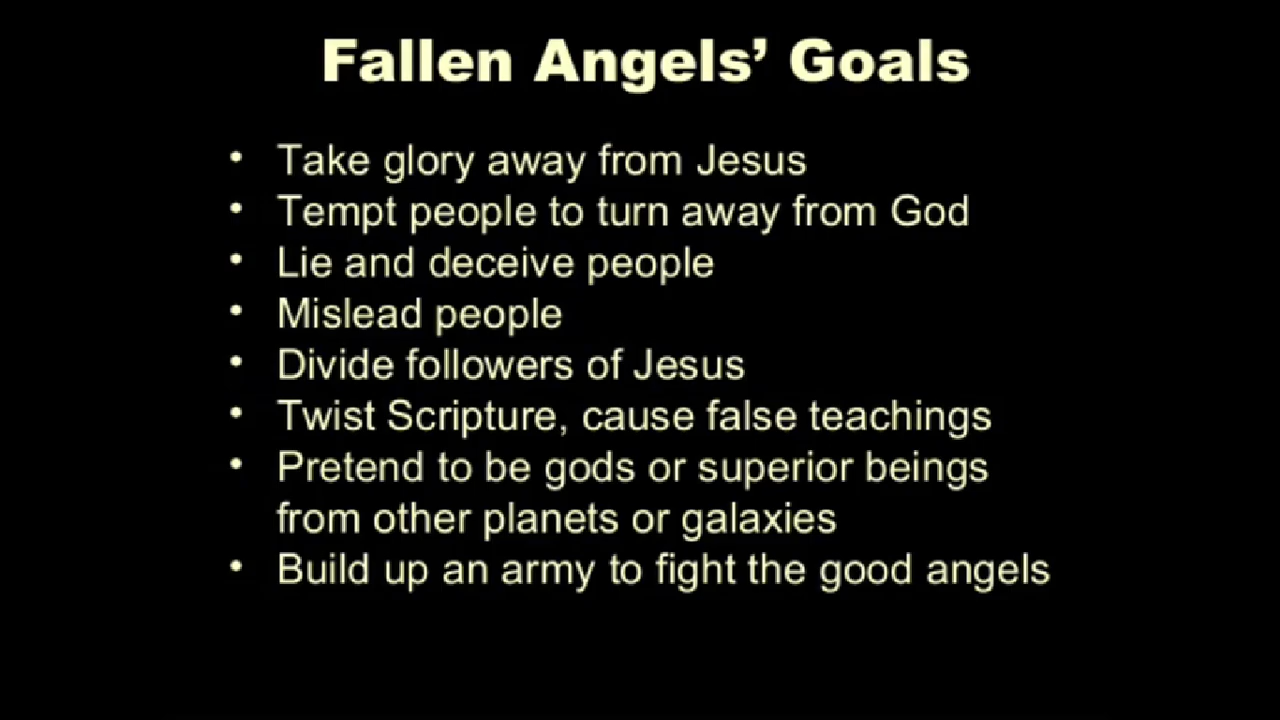 Fallen Angels’ Goals
• Take glory away from Jesus
• Tempt people to turn away from God
• Lie and deceive people
• Mislead people
• Divide followers of Jesus
• Twist Scripture, cause false teachings
• Pretend to be gods or superior beings
from other planets or galaxies
• Build up an army to fight the good angels